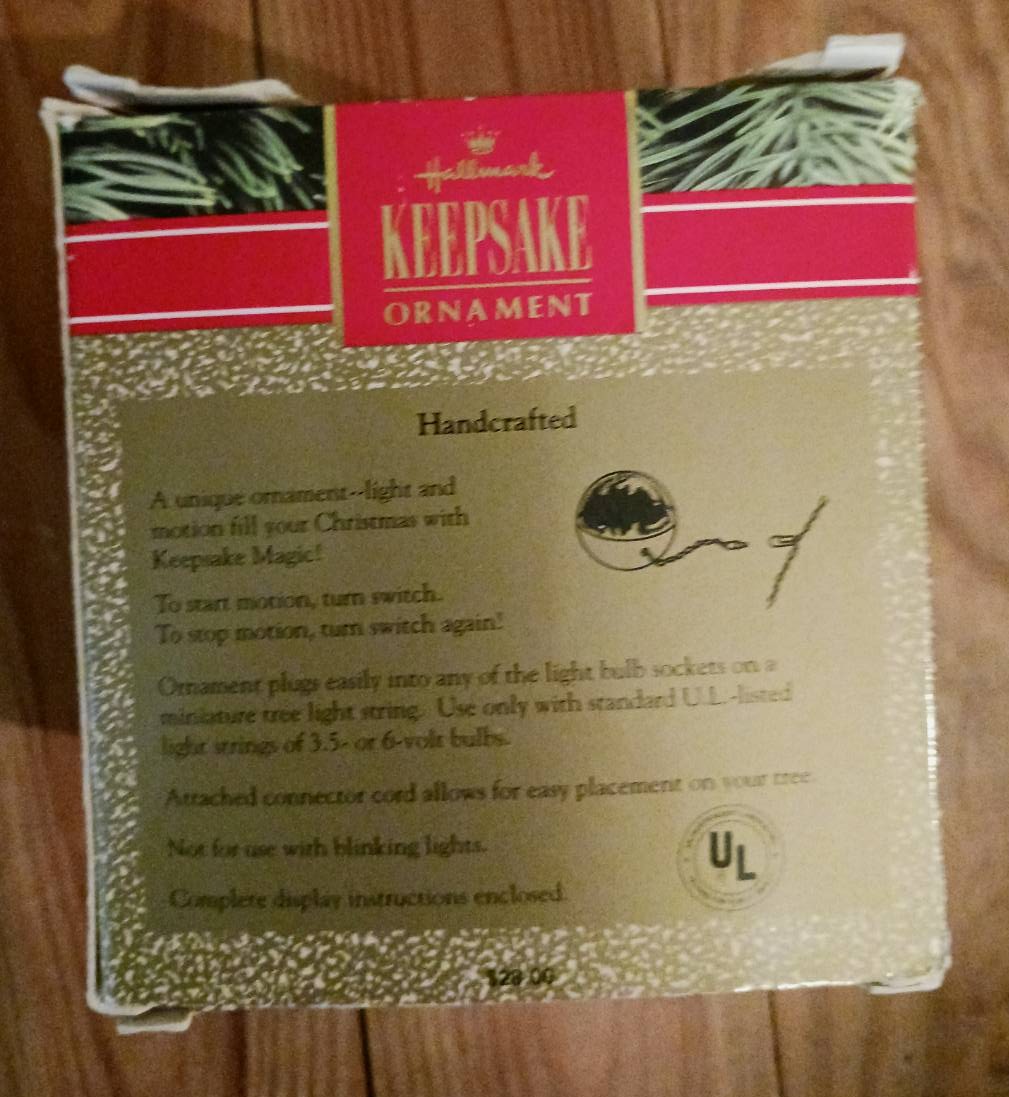 Hallmark
KEEPSAKE
ORNAMENT
Handcrafted
A unique ornament--light and
motion fill your Christmas with
Keepsake Magic!
To start motion, turn switch.
To stop motion, turn switch again!
Ornament plugs easily into any of the light bulb sockets on a
miniature tree light string. Use only with standard U.L.-listed
light strings of 3.5- or 6-volt bulbs.
Attached connector cord allows for easy placement on your tree.
Not for use with blinking lights.
UL
Complete display instructions enclosed.